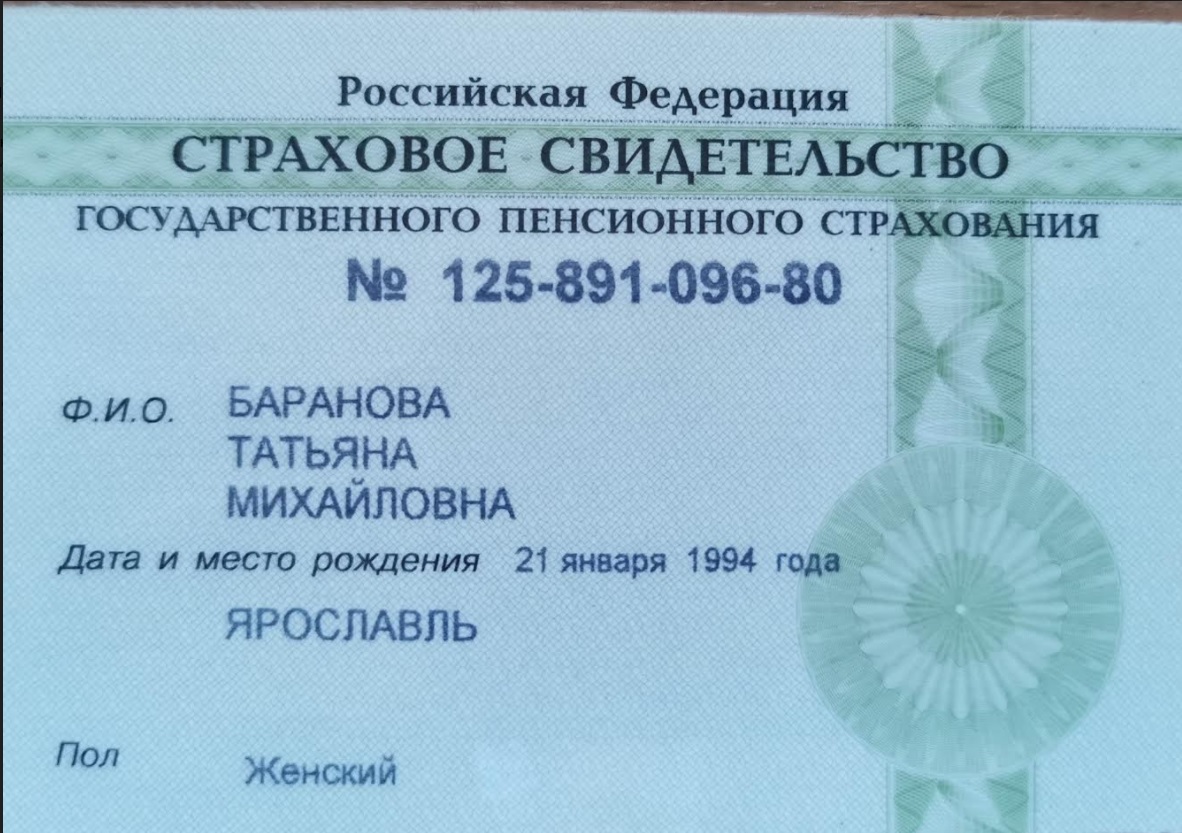 Российская Федерация
СТРАХОВОЕ СВИДЕТЕЛЬСТВО
ГОСУДАРСТВЕННОГО ПЕНСИОННОГО СТРАХОВАНИЯ
№ 125-891-096-80
Ф.И.О. БАРАНОВА
ТАТЬЯНА
МИХАЙЛОВНА
Дата и место рождения 21 января 1994 года
ЯРОСЛАВЛЬ
Пол Женский